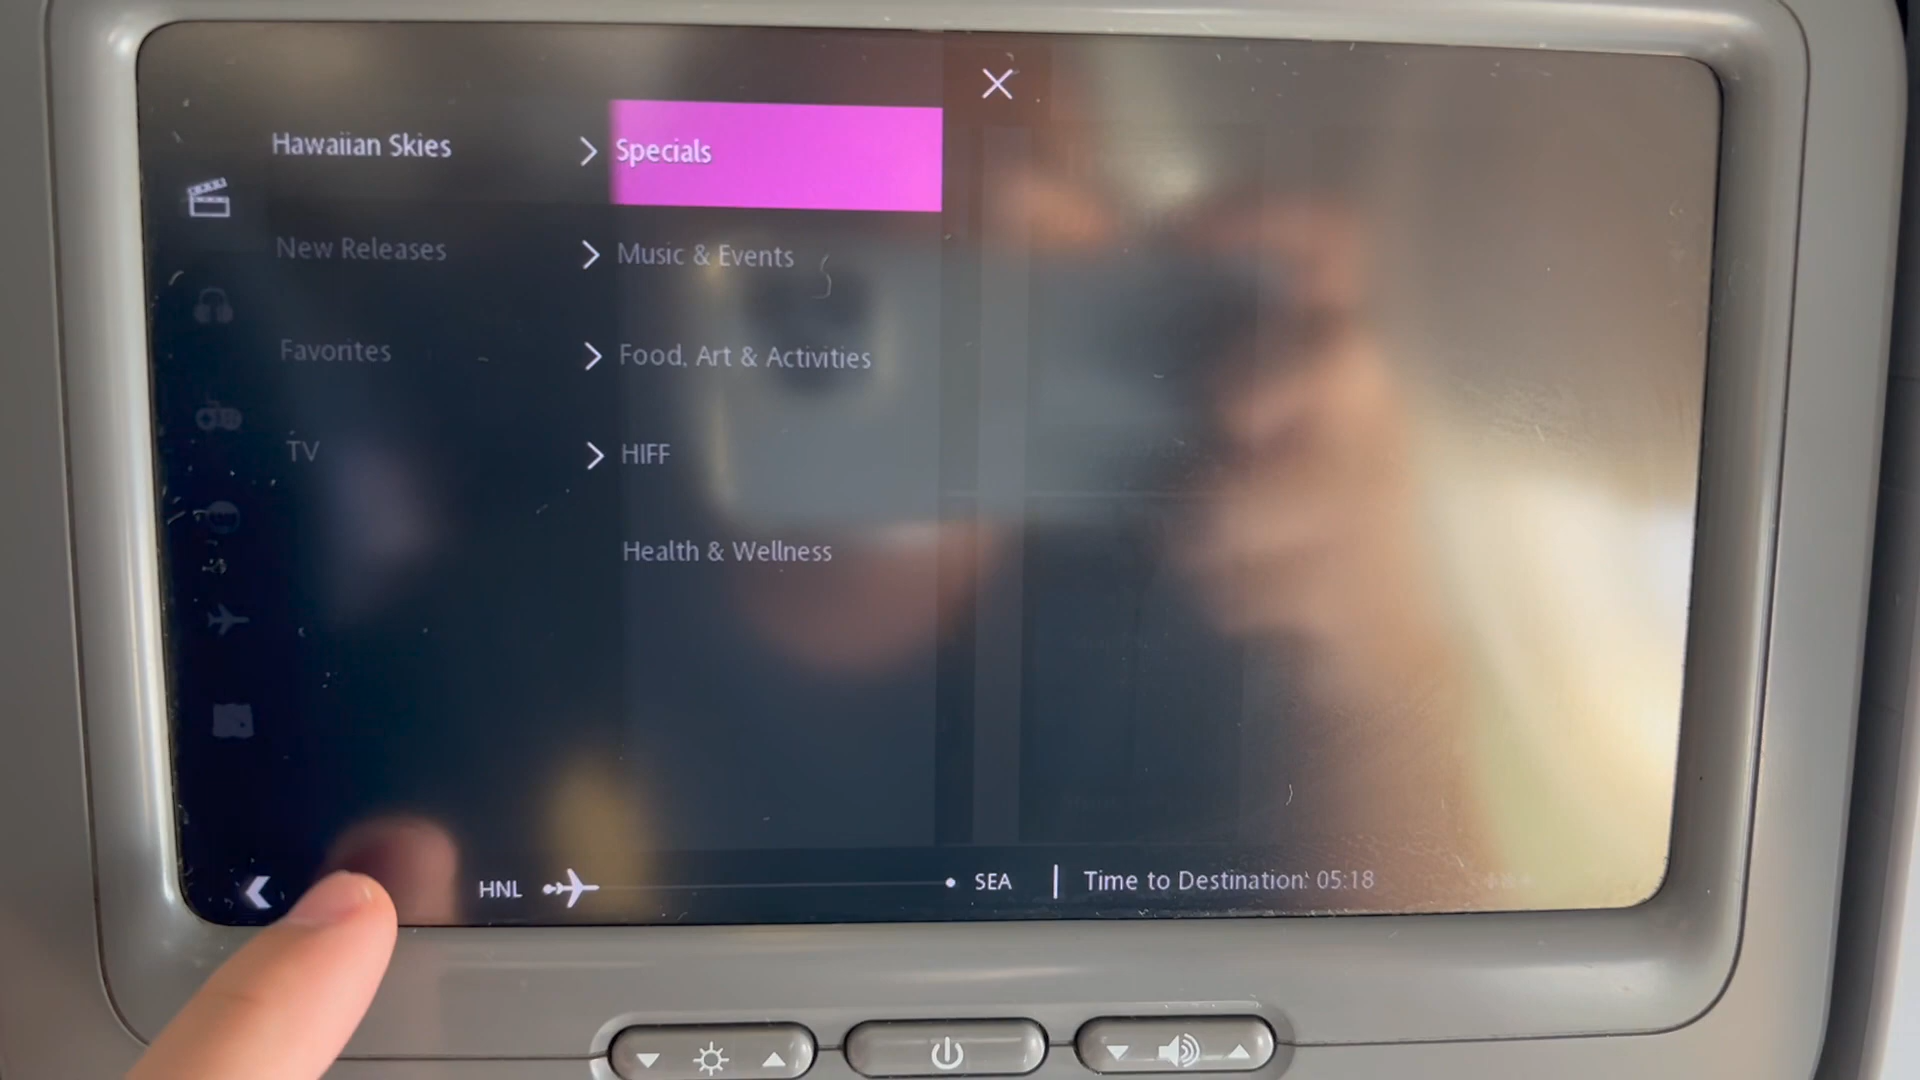 Hawaiian Skies
New Releases
Favorites
TV
Specials
Music & Events
Food, Art & Activities
HIFF
Health & Wellness
HNL
SEA
Time to Destination: 05:18